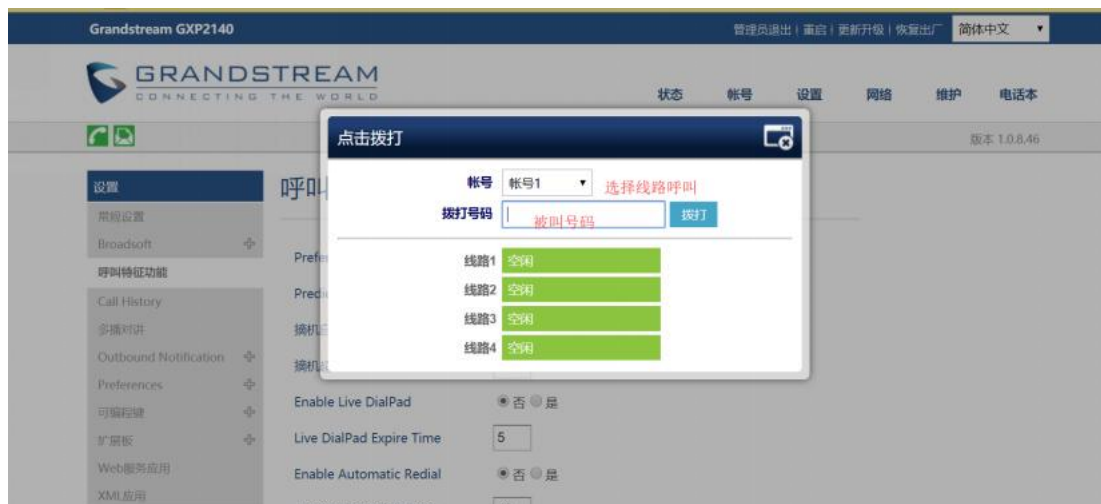 Grandstream GXP2140
管理员退出 | 重启 | 更新升级 | 恢复出厂 简体中文
GRANDSTREAM
CONNECTING THE WORLD
状态 帐号 设置 网络 维护 电话本
版本 1.0.8.46
点击拨打
帐号 帐号1 选择线路呼叫
拨打号码 被叫号码 拨打
线路1 空闲
线路2 空闲
线路3 空闲
线路4 空闲
设置
常规设置
Broadsoft
呼叫特征功能
Call History
多播对讲
Outbound Notification
Preferences
可编程键
扩展板
Web服务应用
XML应用
呼叫
Prefe
Predi
摘机
摘机
Enable Live DialPad 否 是
Live DialPad Expire Time 5
Enable Automatic Redial 否 是